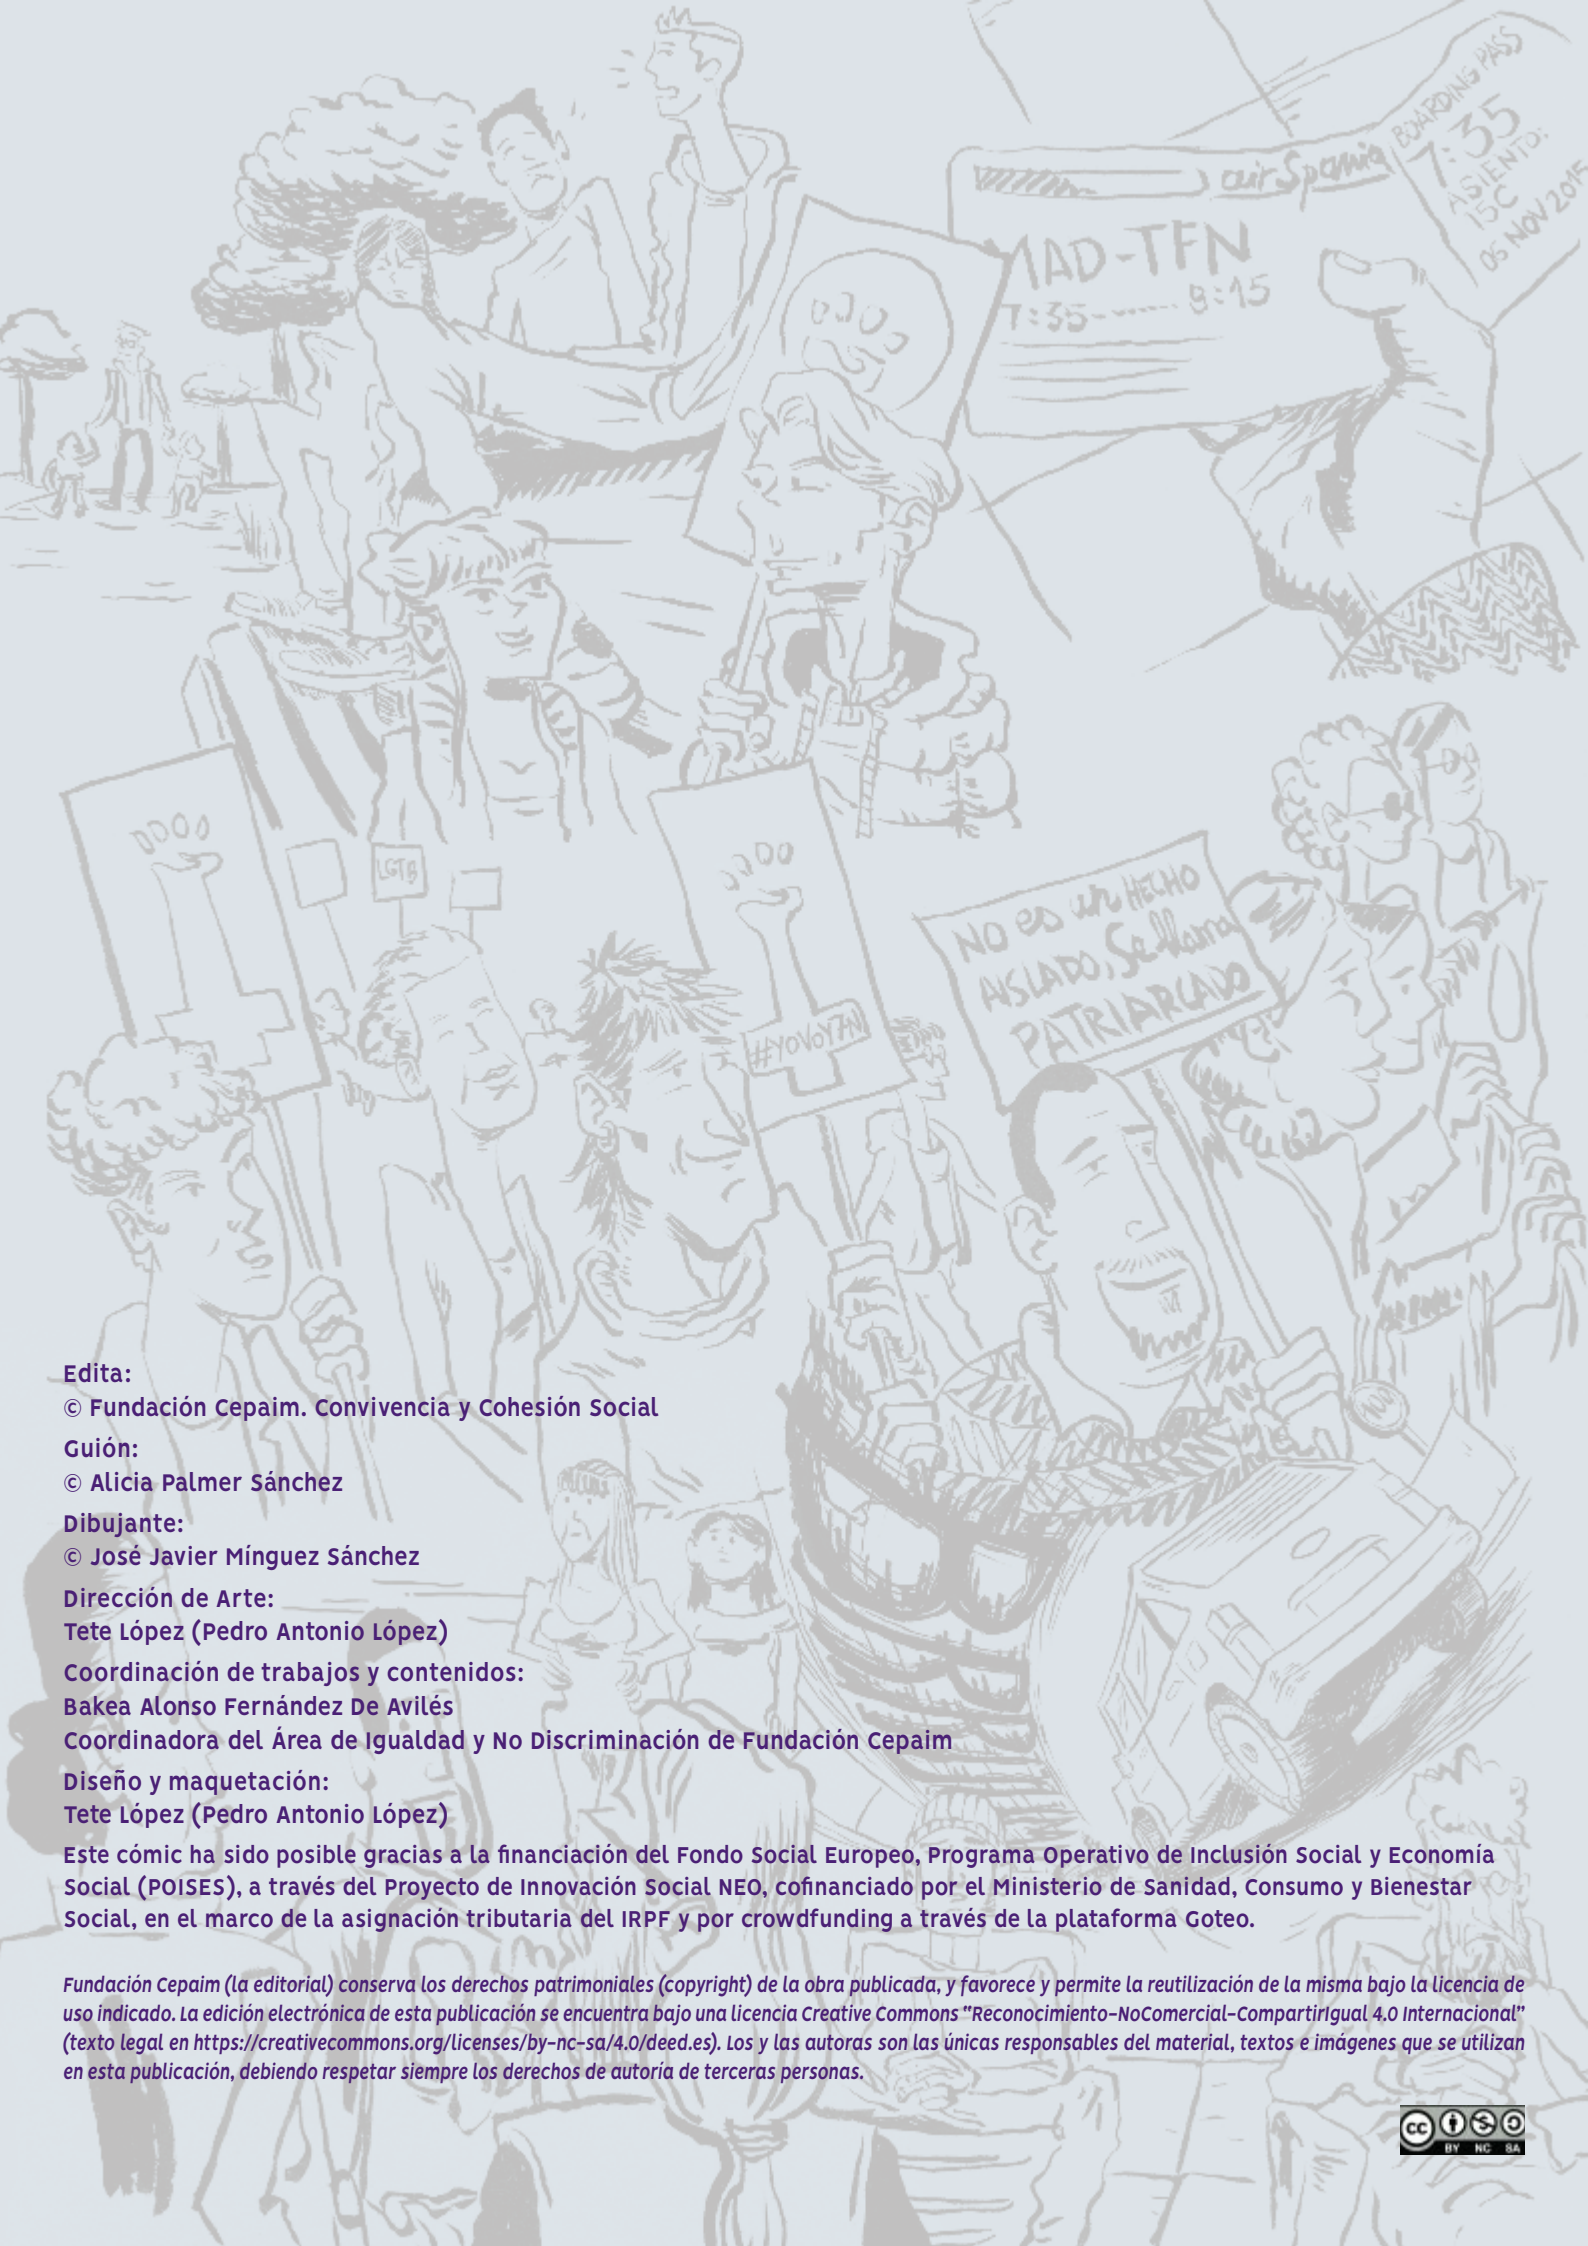 BOARDING PASS
7:35
ASIENTO:
15C
05 NOV 2015
air Spania
MAD-TFN
7:35------8:15
LGTB
#YOVOY7N
NO es un HECHO
AISLADO, Se llama
PATRIARCADO
Edita:
© Fundación Cepaim. Convivencia y Cohesión Social
Guión:
© Alicia Palmer Sánchez
Dibujante:
© José Javier Mínguez Sánchez
Dirección de Arte:
Tete López (Pedro Antonio López)
Coordinación de trabajos y contenidos:
Bakea Alonso Fernández De Avilés
Coordinadora del Área de Igualdad y No Discriminación de Fundación Cepaim
Diseño y maquetación:
Tete López (Pedro Antonio López)
Este cómic ha sido posible gracias a la financiación del Fondo Social Europeo, Programa Operativo de Inclusión Social y Economía
Social (POISES), a través del Proyecto de Innovación Social NEO, cofinanciado por el Ministerio de Sanidad, Consumo y Bienestar
Social, en el marco de la asignación tributaria del IRPF y por crowdfunding a través de la plataforma Goteo.
Fundación Cepaim (la editorial) conserva los derechos patrimoniales (copyright) de la obra publicada, y favorece y permite la reutilización de la misma bajo la licencia de
uso indicado. La edición electrónica de esta publicación se encuentra bajo una licencia Creative Commons “Reconocimiento-NoComercial-CompartirIgual 4.0 Internacional”
(texto legal en https://creativecommons.org/licenses/by-nc-sa/4.0/deed.es). Los y las autoras son las únicas responsables del material, textos e imágenes que se utilizan
en esta publicación, debiendo respetar siempre los derechos de autoría de terceras personas.
cc
BY NC SA